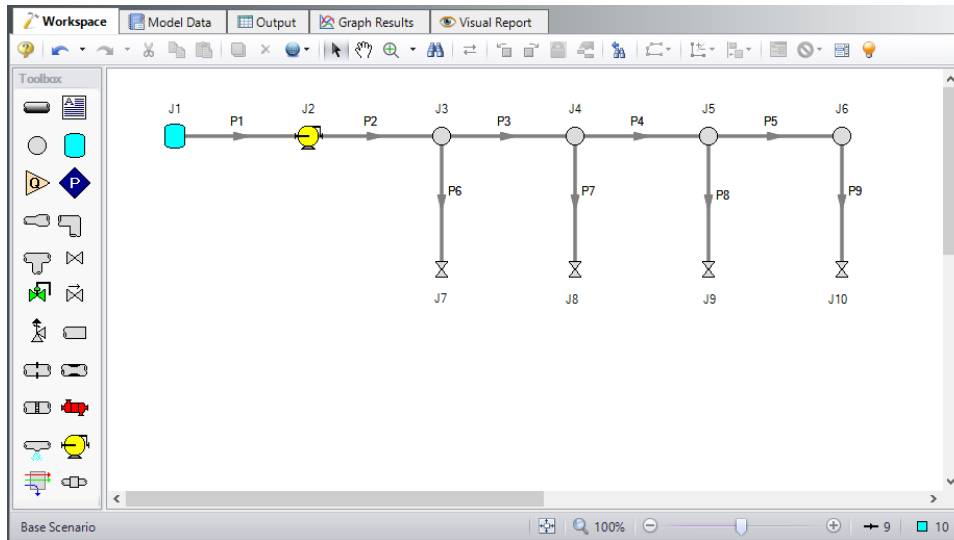 Workspace Model Data Output Graph Results Visual Report
Toolbox
A
Q P
J1 J2 J3 J4 J5 J6
P1 P2 P3 P4 P5
P6 P7 P8 P9
J7 J8 J9 J10
Base Scenario 100% 9 10